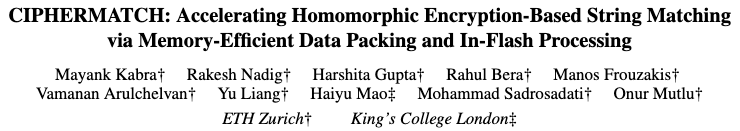 CIPHERMATCH: Accelerating Homomorphic Encryption-Based String Matching
via Memory-Efficient Data Packing and In-Flash Processing
Mayank Kabra† Rakesh Nadig† Harshita Gupta† Rahul Bera† Manos Frouzakis†
Vamanan Arulchelvan† Yu Liang† Haiyu Mao‡ Mohammad Sadrosadati† Onur Mutlu†
ETH Zurich† King's College London‡